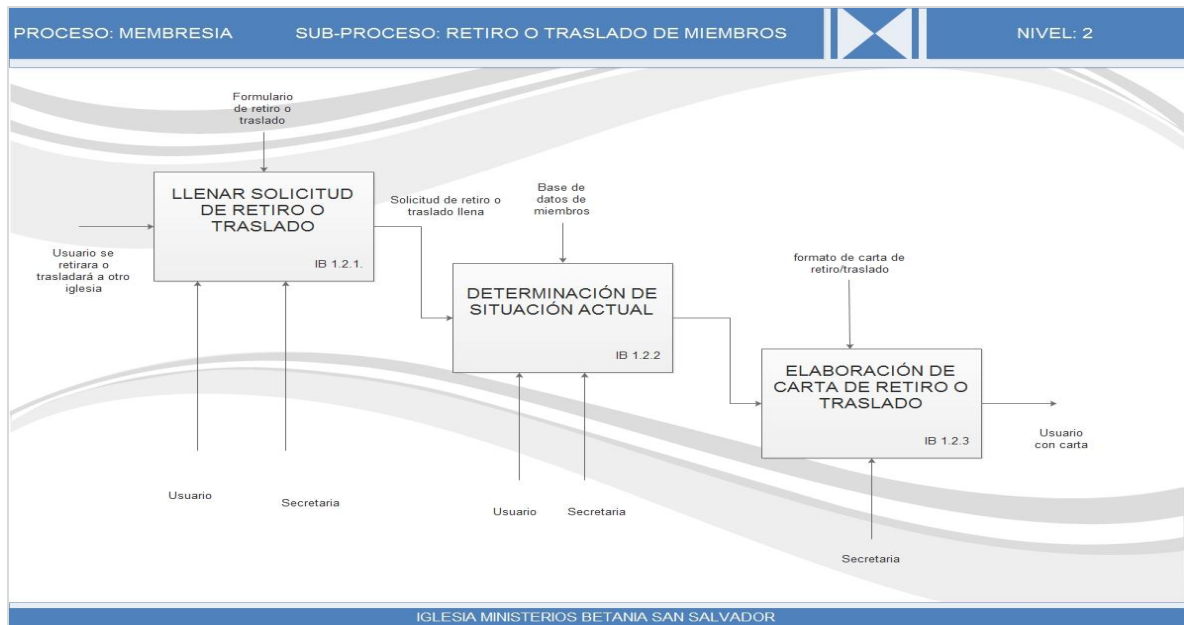 PROCESO: MEMBRESIA
SUB-PROCESO: RETIRO O TRASLADO DE MIEMBROS
NIVEL: 2
Formulario
de retiro o
traslado
LLENAR SOLICITUD
DE RETIRO O
TRASLADO
IB 1.2.1.
Usuario se
retirara o
trasladará a otro
iglesia
Solicitud de retiro o
traslado llena
Base de
datos de
miembros
DETERMINACIÓN DE
SITUACIÓN ACTUAL
IB 1.2.2
formato de carta de
retiro/traslado
ELABORACIÓN DE
CARTA DE RETIRO O
TRASLADO
IB 1.2.3
Usuario
con carta
Usuario
Secretaria
Usuario
Secretaria
Secretaria
IGLESIA MINISTERIOS BETANIA SAN SALVADOR